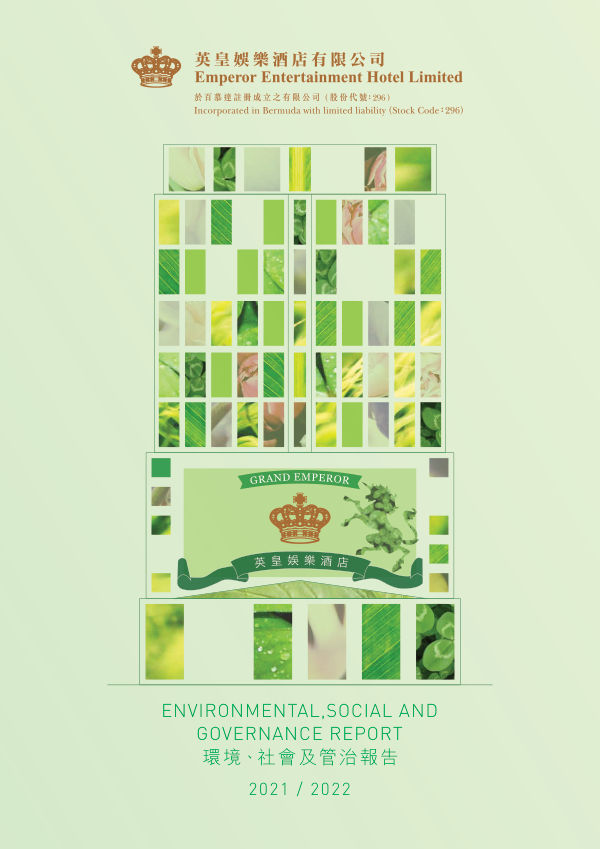 英皇娛樂酒店有限公司
Emperor Entertainment Hotel Limited
於百慕達註冊成立之有限公司 (股份代號:296)
Incorporated in Bermuda with limited liability (Stock Code:296)
GRAND EMPEROR
英皇娛樂酒店
ENVIRONMENTAL,SOCIAL AND
GOVERNANCE REPORT
環境、社會及管治報告
2021 / 2022